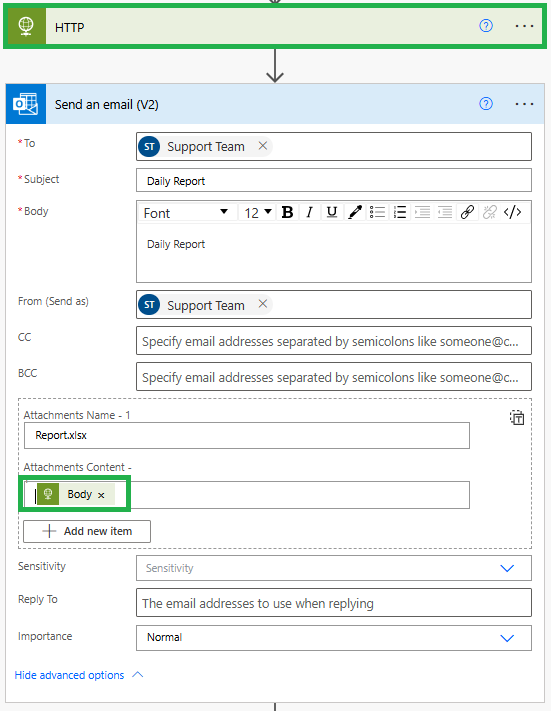 HTTP
Send an email (V2)
*To
ST Support Team ×
*Subject
Daily Report
*Body
Font 12 B I U </>
Daily Report
From (Send as)
ST Support Team ×
CC
Specify email addresses separated by semicolons like someone@c...
BCC
Specify email addresses separated by semicolons like someone@c...
Attachments Name - 1
Report.xlsx
Attachments Content -
Body ×
Add new item
Sensitivity
Sensitivity
Reply To
The email addresses to use when replying
Importance
Normal
Hide advanced options